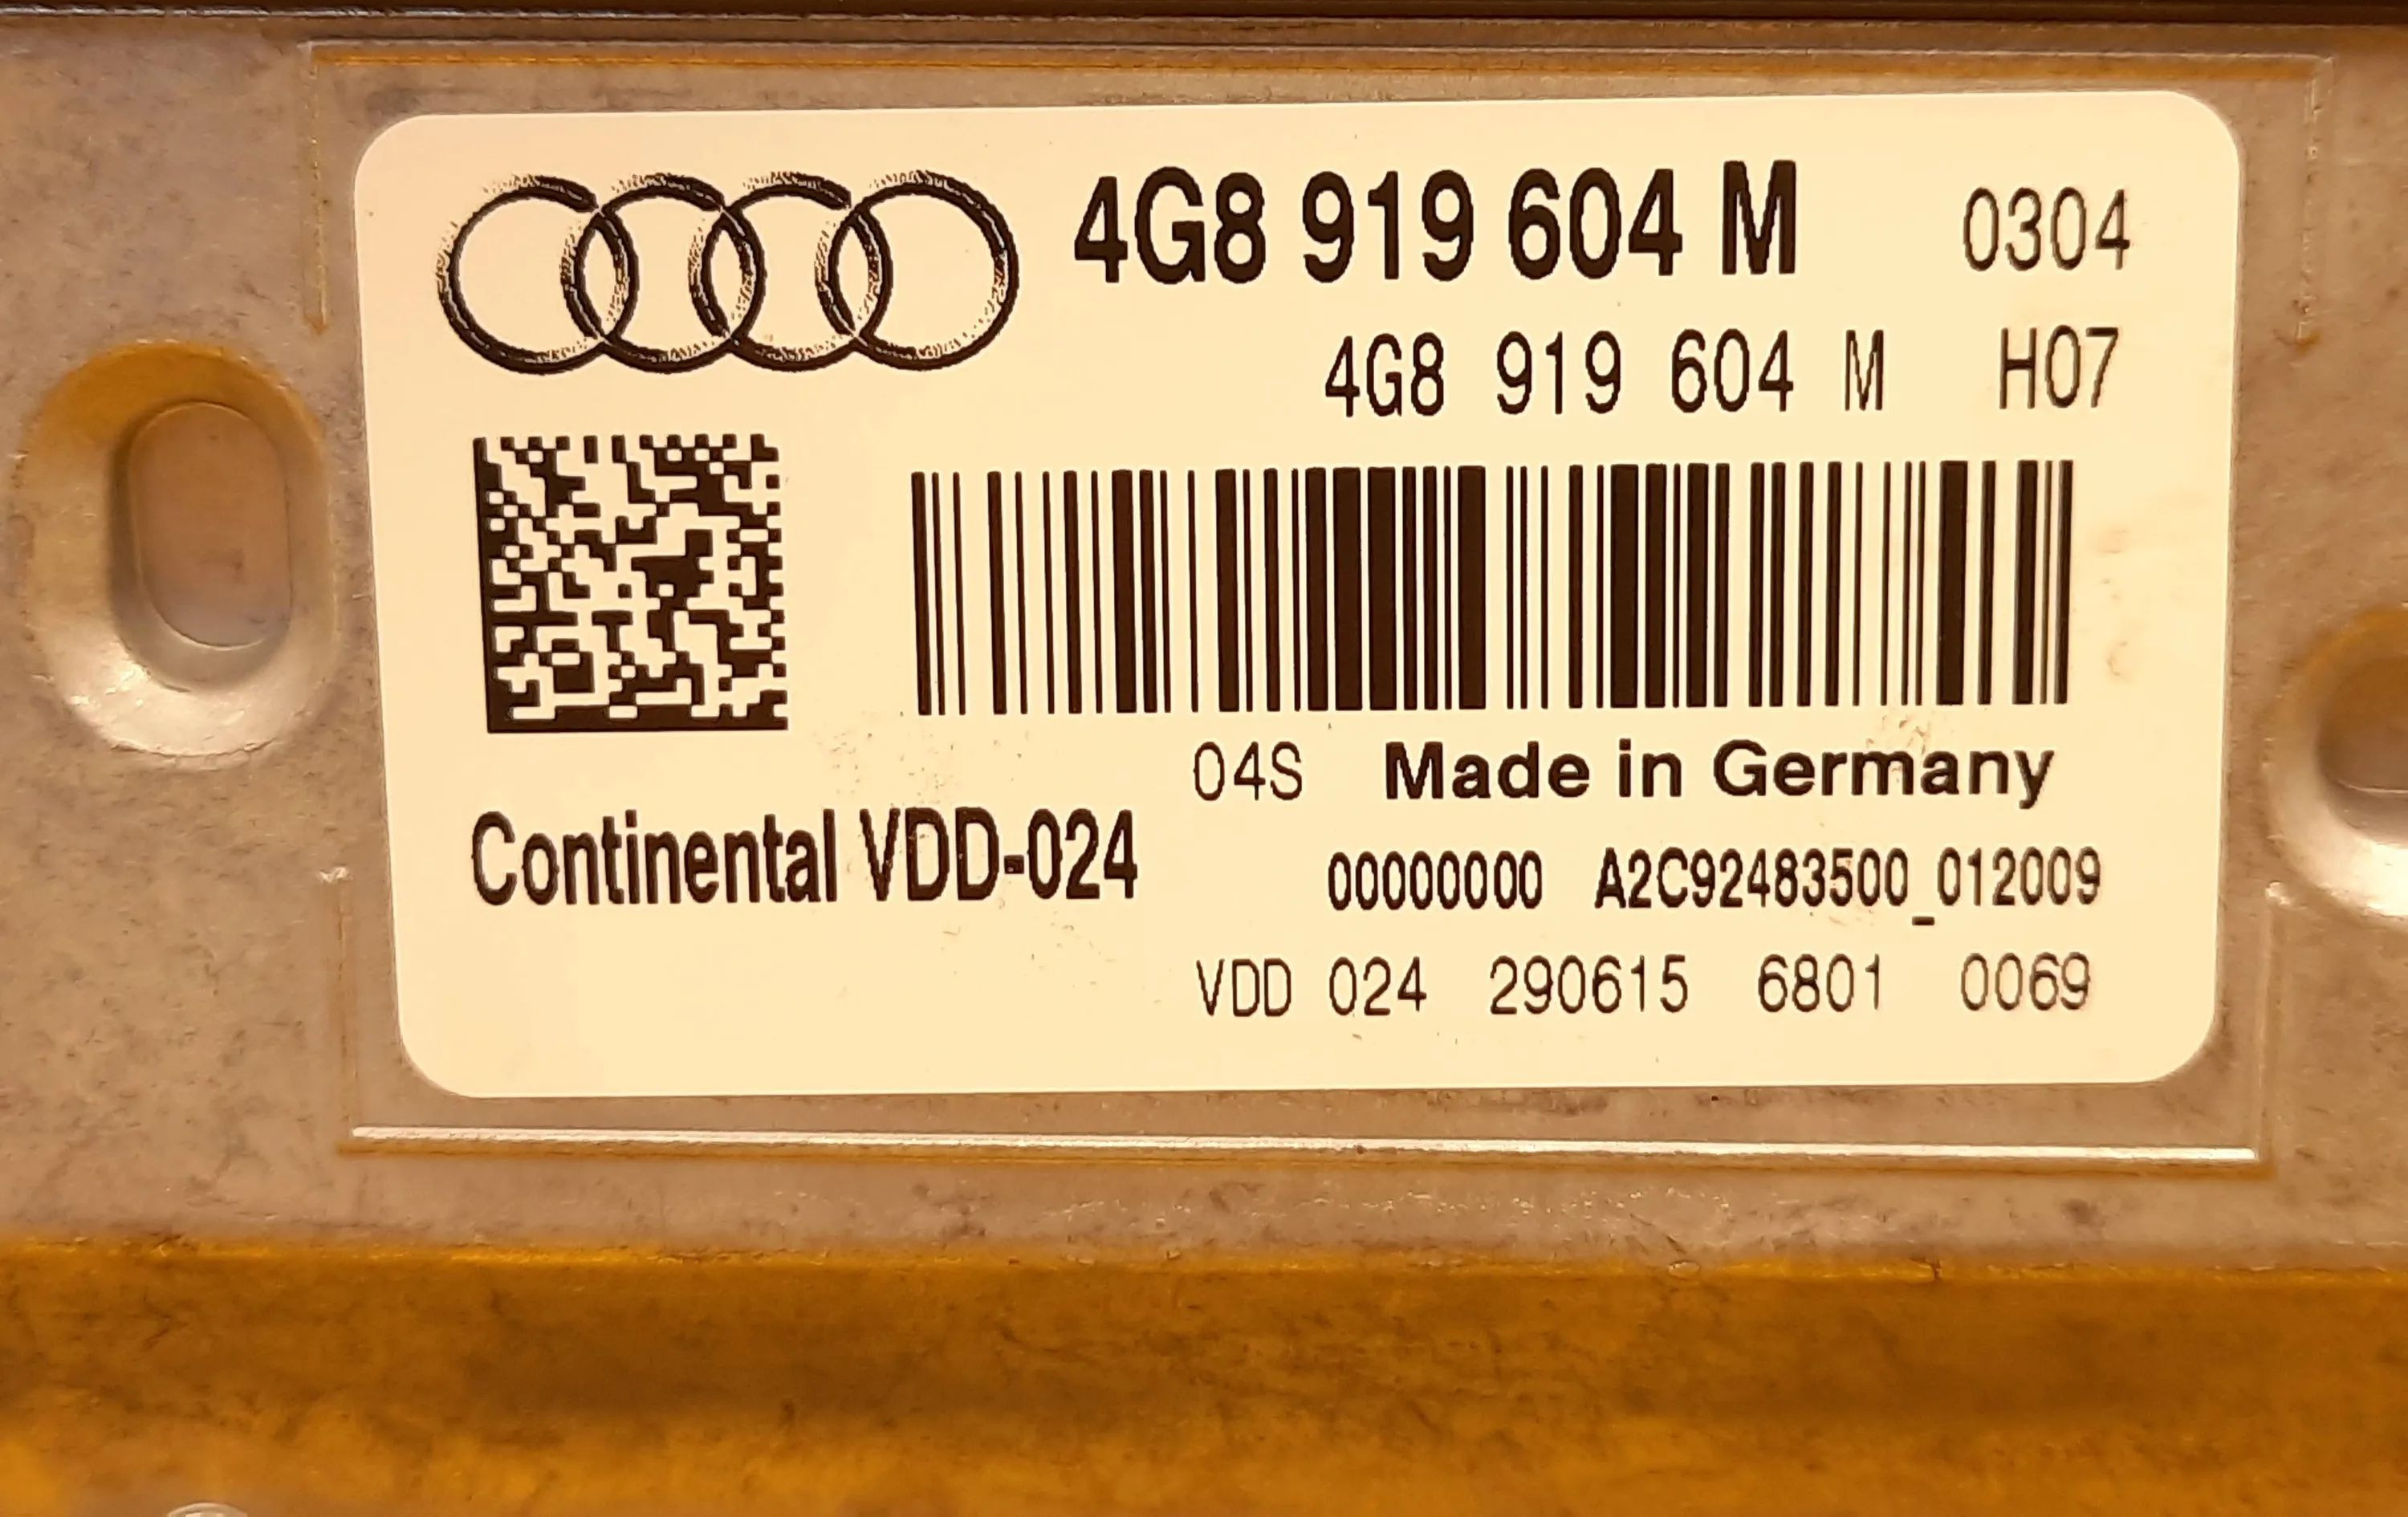 4G8 919 604 M 0304
4G8 919 604 M H07
04S Made in Germany
Continental VDD-024
00000000 A2C92483500_012009
VDD 024 290615 6801 0069